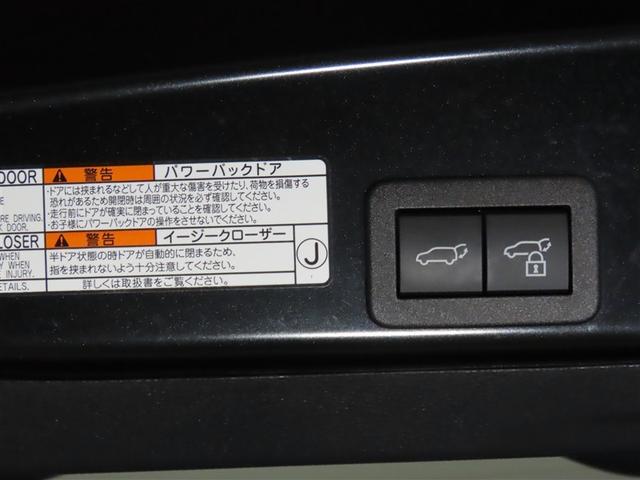 DOOR
⚠ 警告 パワーバックドア
・ドアには挟まれるなどして人が重大な傷害を受けたり、荷物を損傷する
恐れがあるため開閉時は周囲の状況を必ず確認してください。
・走行前にドアが確実に閉まっていることを確認してください。
・お子様にパワーバックドアの操作をさせないでください。
RE DRIVING.
K DOOR.
LOSER
⚠ 警告 イージークローザー
半ドア状態の時ドアが自動的に閉まるため、
指を挟まれないよう十分注意してください。
詳しくは取扱書をご覧ください。
WHEN
Y WHEN
E INJURY.
ETAILS.
J